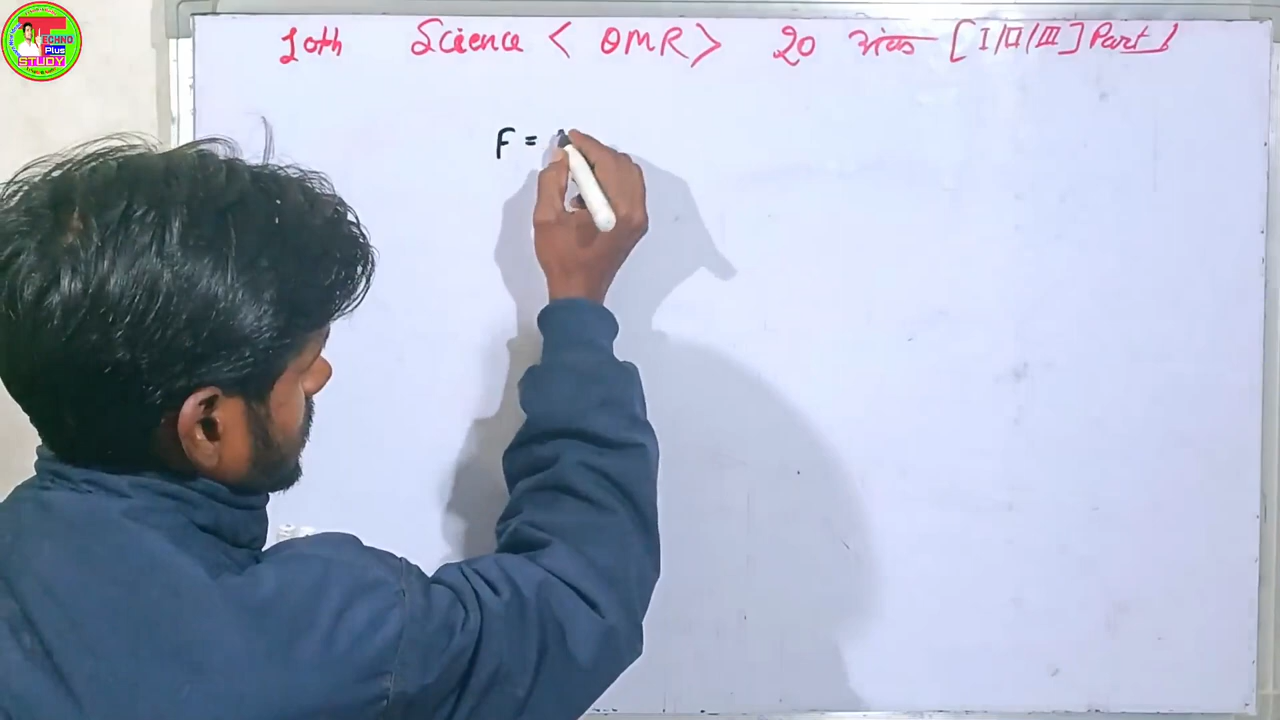 TECHNO
Plus
STUDY
10th Science < OMR > 20 अंक [I/II/III] Part 1
F =